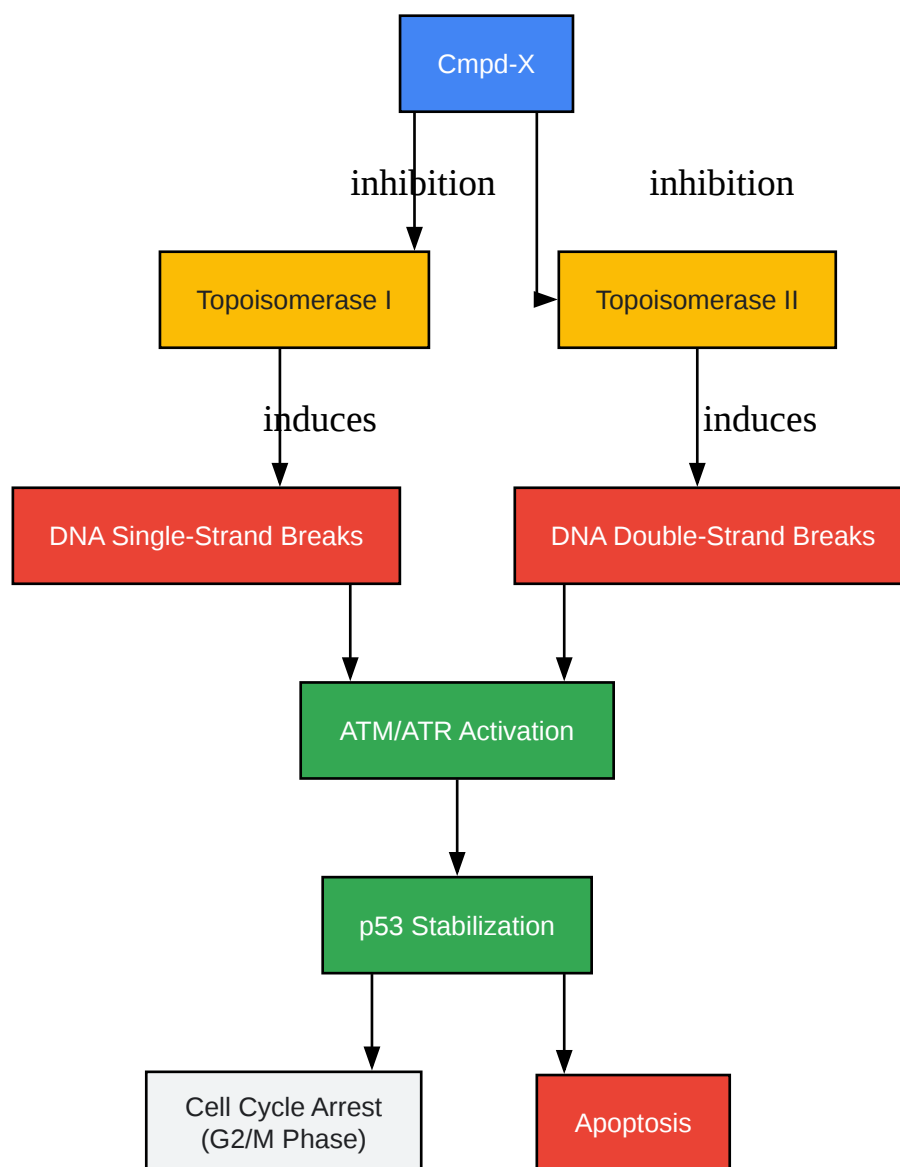 Cmpd-X
inhibition
inhibition
Topoisomerase I
Topoisomerase II
induces
induces
DNA Single-Strand Breaks
DNA Double-Strand Breaks
ATM/ATR Activation
p53 Stabilization
Cell Cycle Arrest
(G2/M Phase)
Apoptosis